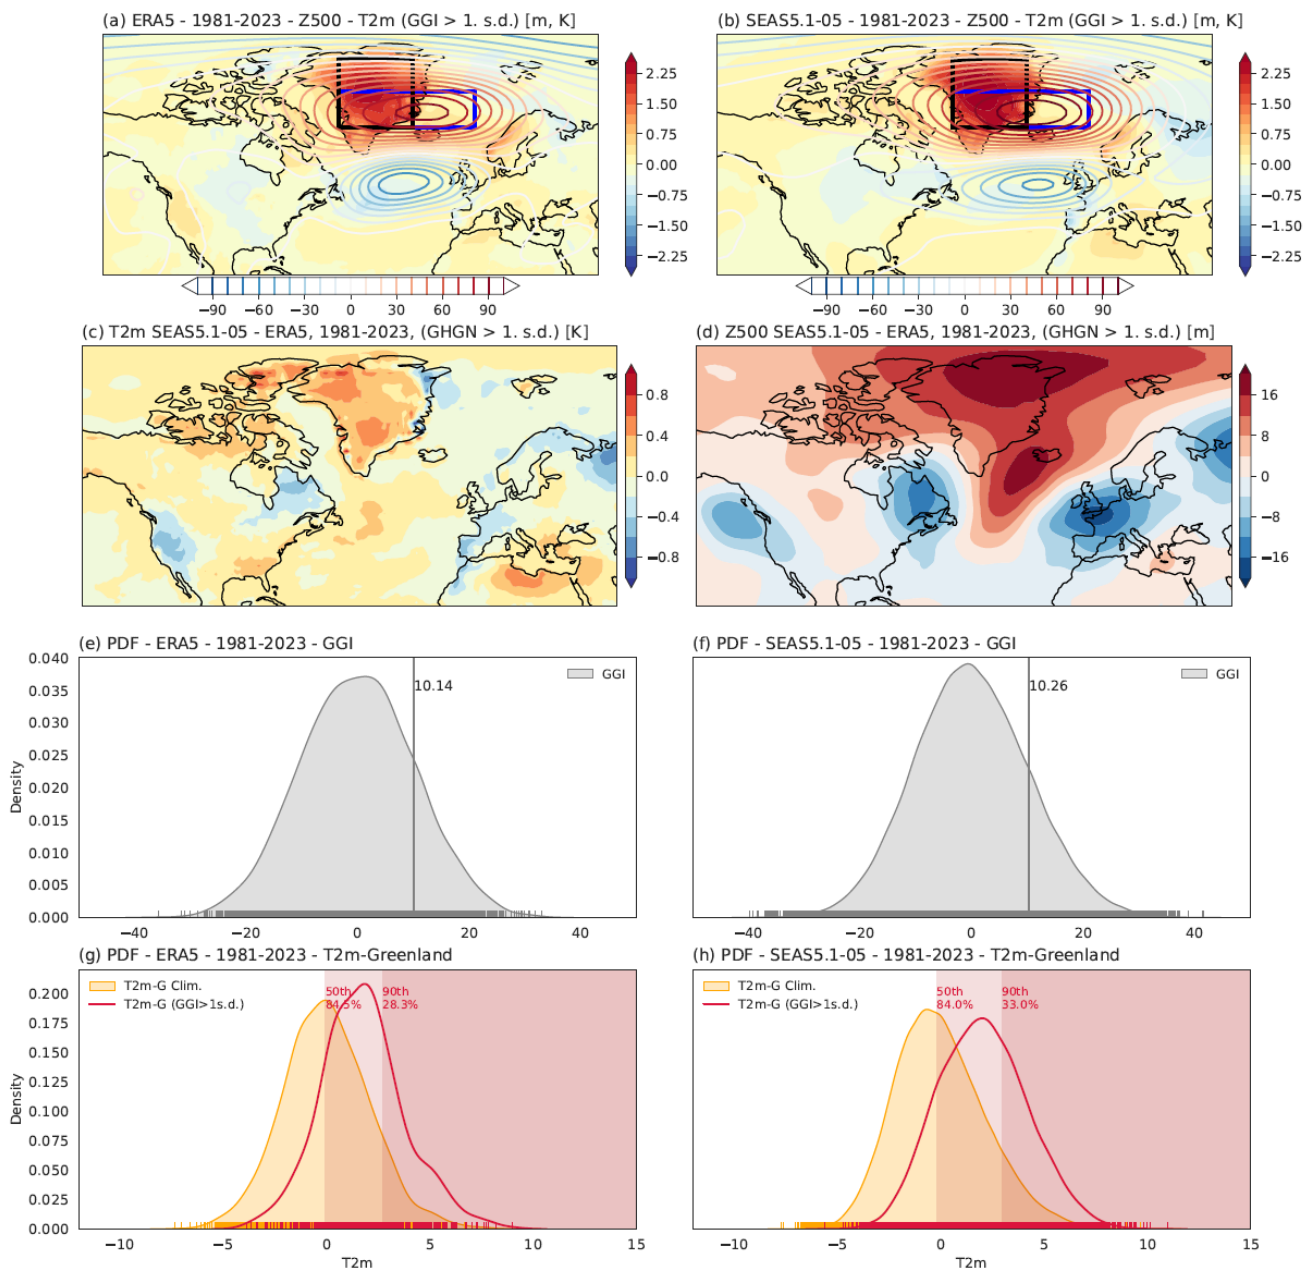 (a) ERA5 - 1981-2023 - Z500 - T2m (GGI > 1. s.d.) [m, K]
(b) SEAS5.1-05 - 1981-2023 - Z500 - T2m (GGI > 1. s.d.) [m, K]
2.25
1.50
0.75
0.00
−0.75
−1.50
−2.25
2.25
1.50
0.75
0.00
−0.75
−1.50
−2.25
−90 −60 −30 0 30 60 90
−90 −60 −30 0 30 60 90
(c) T2m SEAS5.1-05 - ERA5, 1981-2023, (GHGN > 1. s.d.) [K]
(d) Z500 SEAS5.1-05 - ERA5, 1981-2023, (GHGN > 1. s.d.) [m]
0.8
0.4
0.0
−0.4
−0.8
16
8
0
−8
−16
(e) PDF - ERA5 - 1981-2023 - GGI
(f) PDF - SEAS5.1-05 - 1981-2023 - GGI
0.040
0.035
0.030
0.025
0.020
0.015
0.010
0.005
0.000
Density
GGI
10.14
−40 −20 0 20 40
GGI
10.26
−40 −20 0 20 40
(g) PDF - ERA5 - 1981-2023 - T2m-Greenland
(h) PDF - SEAS5.1-05 - 1981-2023 - T2m-Greenland
0.200
0.175
0.150
0.125
0.100
0.075
0.050
0.025
0.000
Density
T2m-G Clim.
T2m-G (GGI>1s.d.)
50th
84.5%
90th
28.3%
−10 −5 0 5 10 15
T2m
T2m-G Clim.
T2m-G (GGI>1s.d.)
50th
84.0%
90th
33.0%
−10 −5 0 5 10 15
T2m